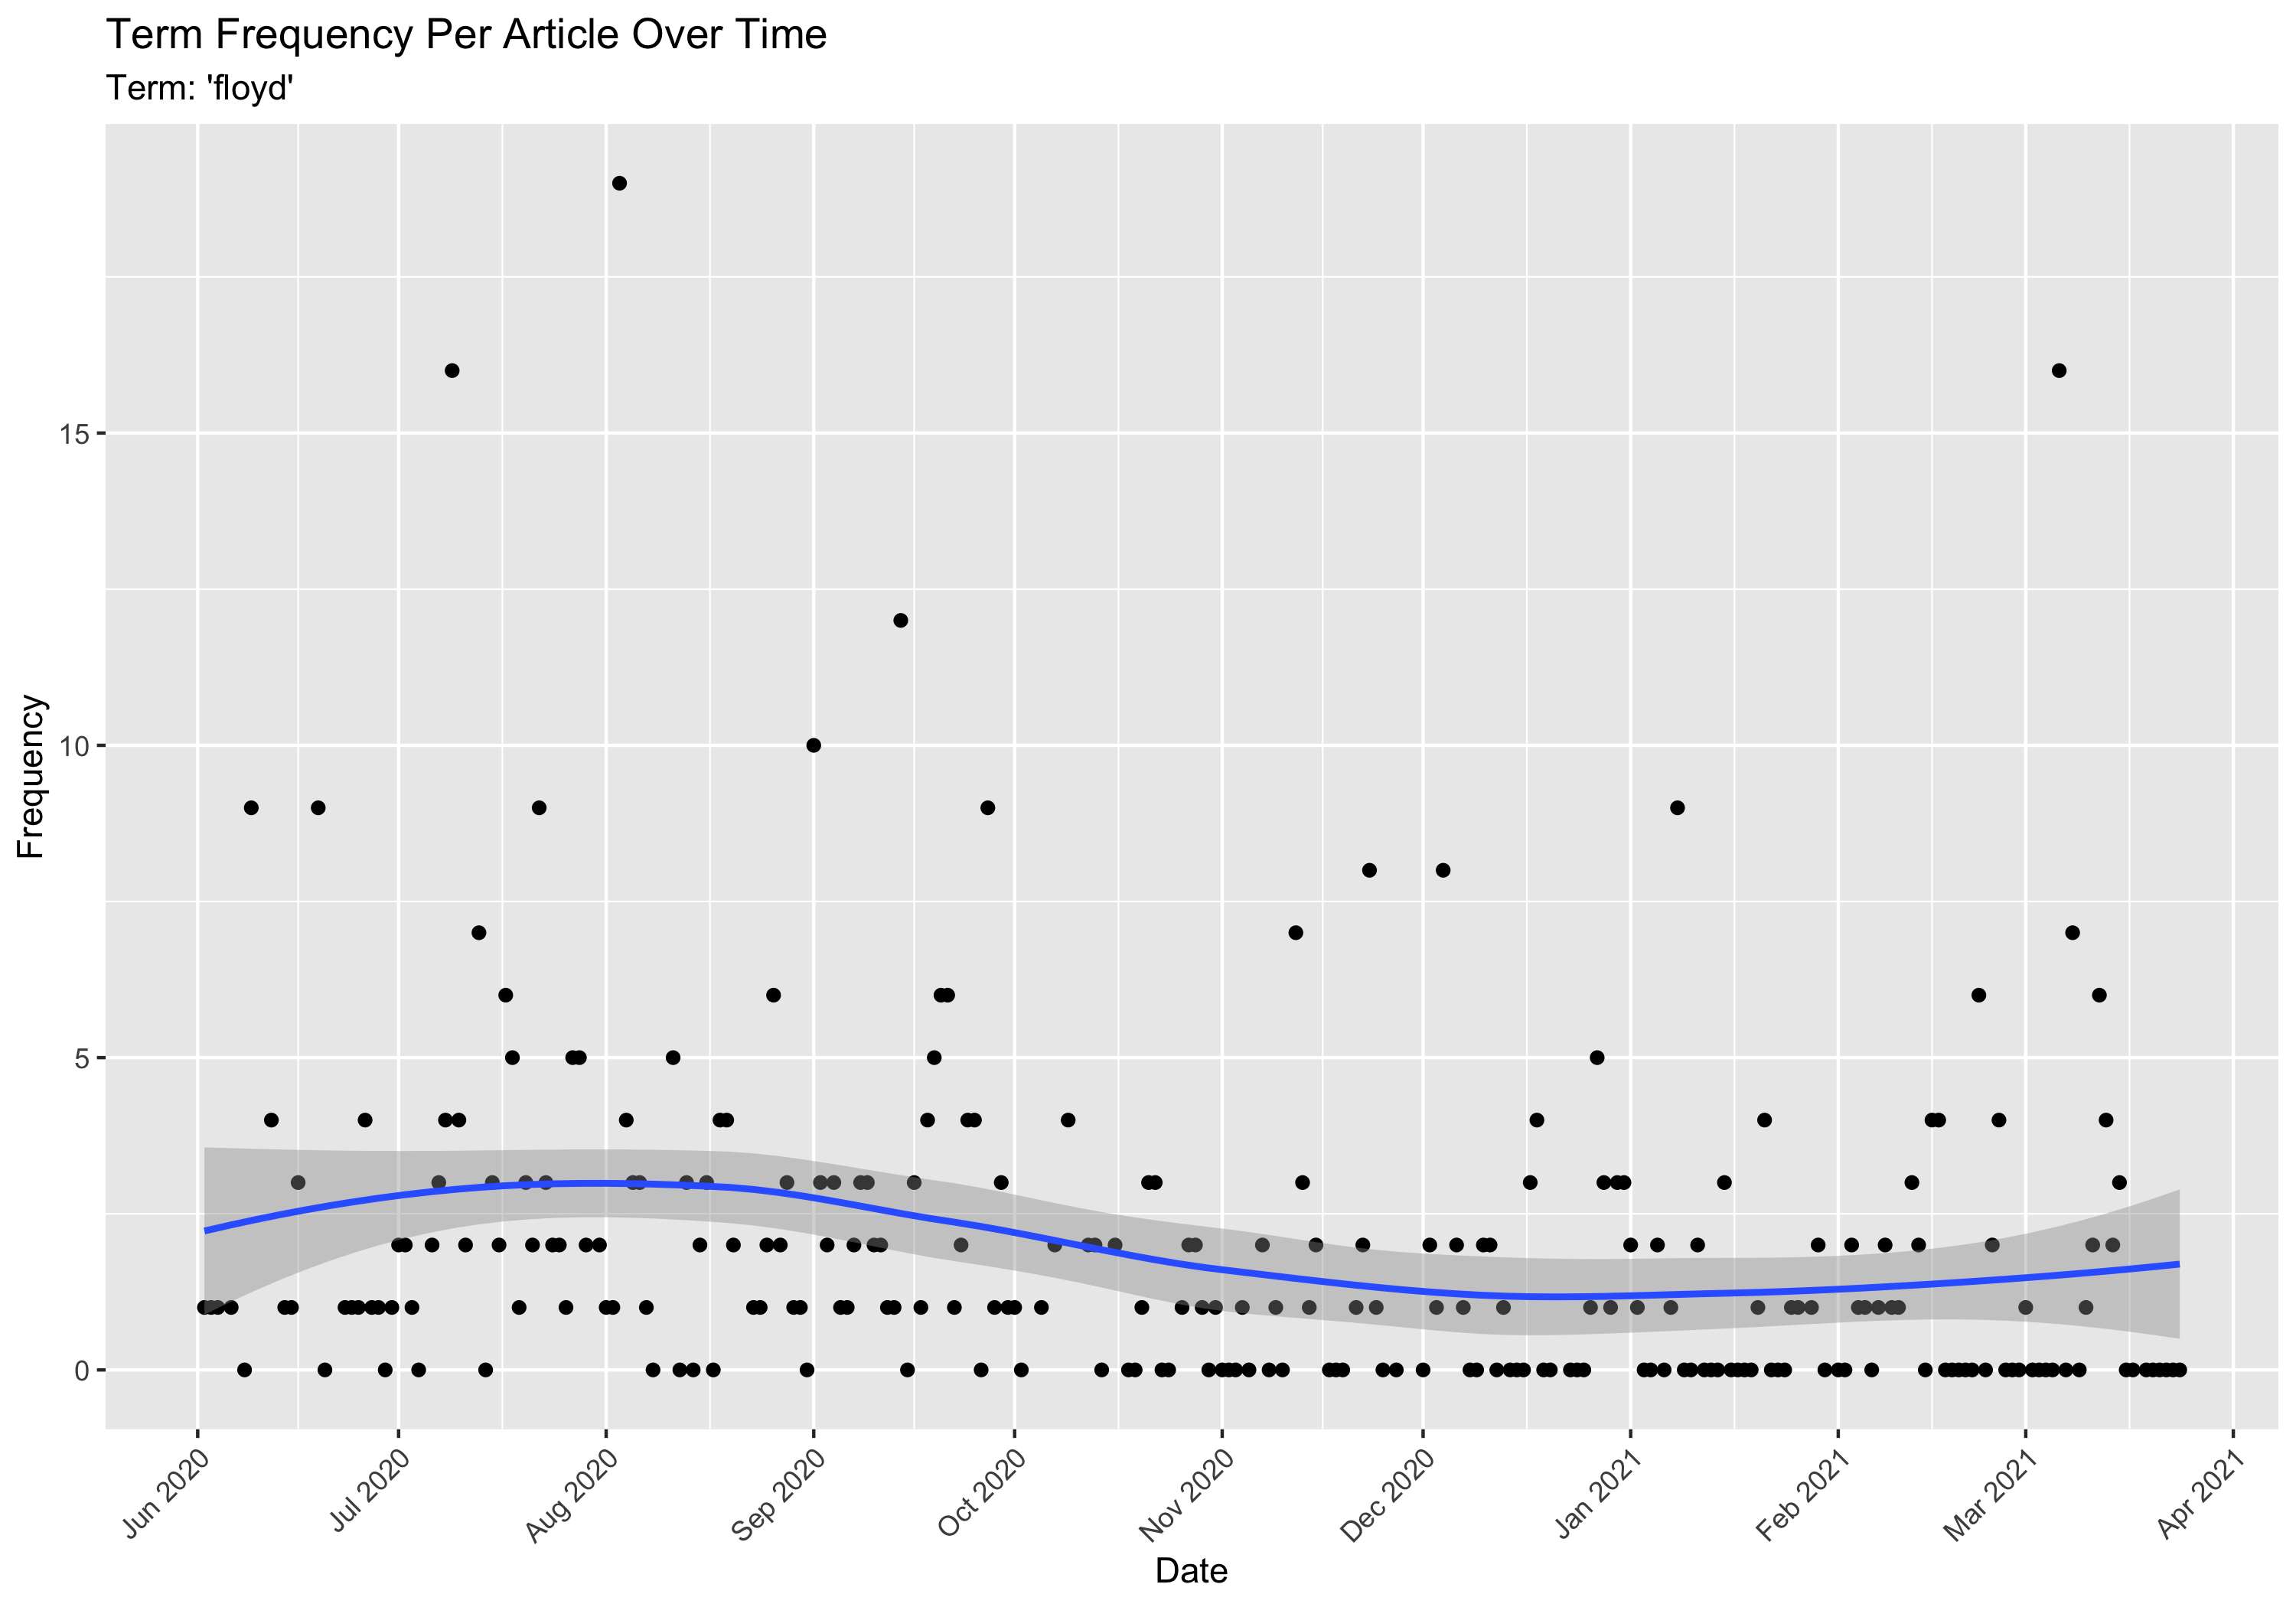 Term Frequency Per Article Over Time
Term: 'floyd'
Frequency
15
10
5
0
Jun 2020
Jul 2020
Aug 2020
Sep 2020
Oct 2020
Nov 2020
Dec 2020
Jan 2021
Feb 2021
Mar 2021
Apr 2021
Date